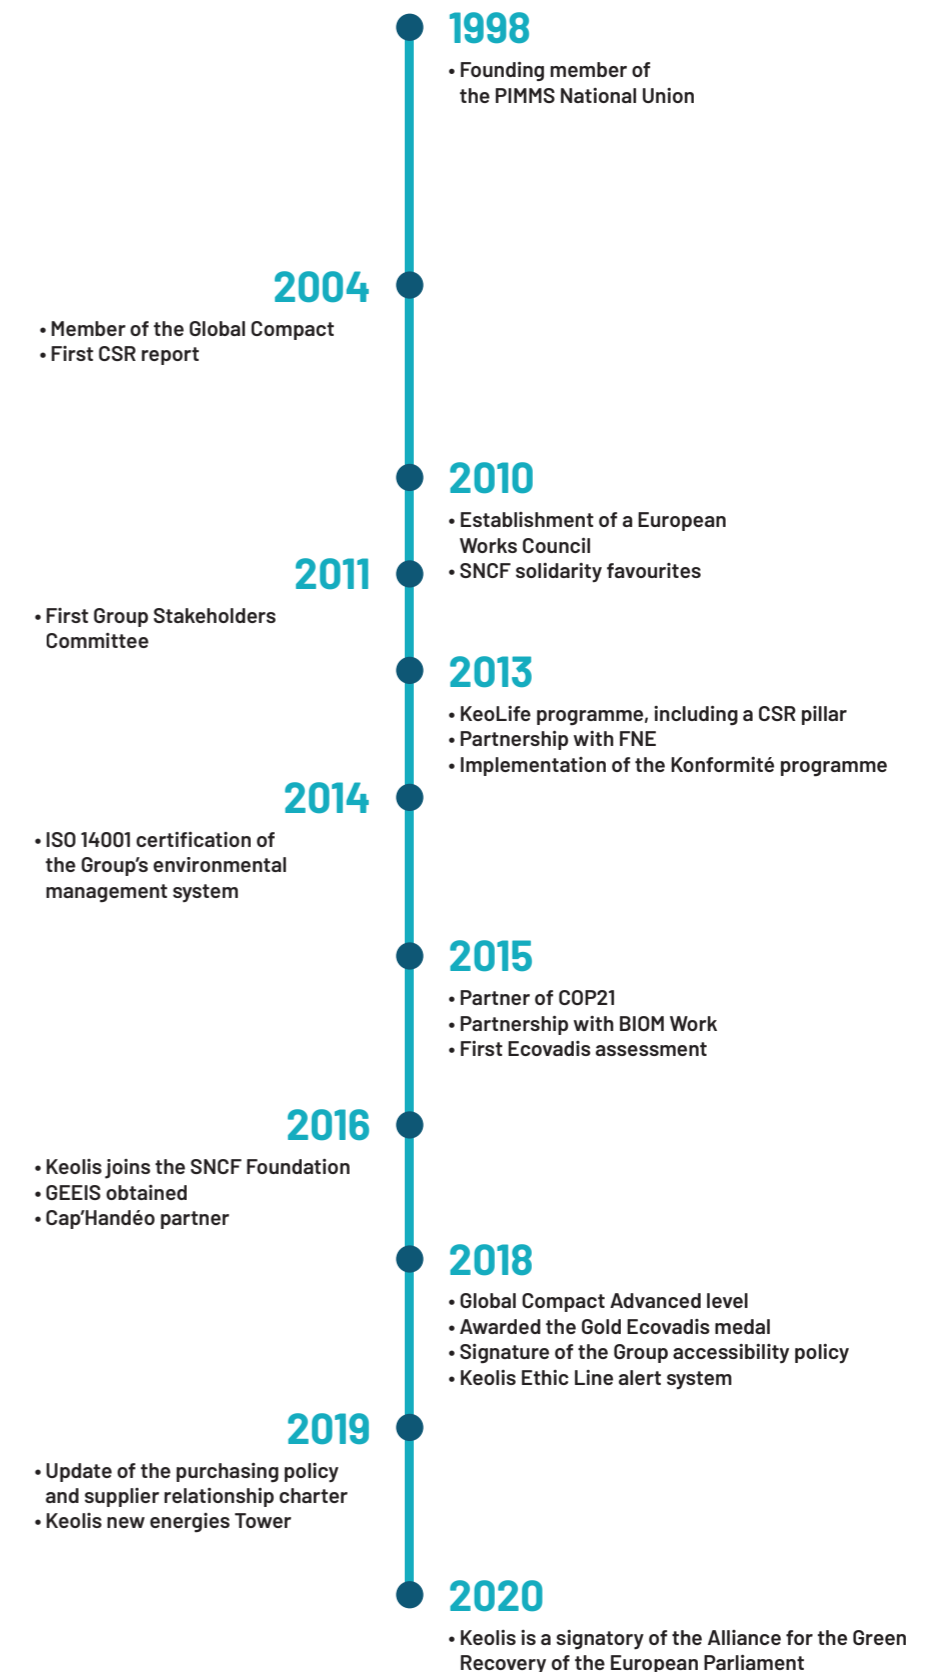 1998
• Founding member of
the PIMMS National Union
2004
• Member of the Global Compact
• First CSR report
2010
• Establishment of a European
Works Council
• SNCF solidarity favourites
2011
• First Group Stakeholders
Committee
2013
• KeoLife programme, including a CSR pillar
• Partnership with FNE
• Implementation of the Konformité programme
2014
• ISO 14001 certification of
the Group’s environmental
management system
2015
• Partner of COP21
• Partnership with BIOM Work
• First Ecovadis assessment
2016
• Keolis joins the SNCF Foundation
• GEEIS obtained
• Cap’Handéo partner
2018
• Global Compact Advanced level
• Awarded the Gold Ecovadis medal
• Signature of the Group accessibility policy
• Keolis Ethic Line alert system
2019
• Update of the purchasing policy
and supplier relationship charter
• Keolis new energies Tower
2020
• Keolis is a signatory of the Alliance for the Green
Recovery of the European Parliament